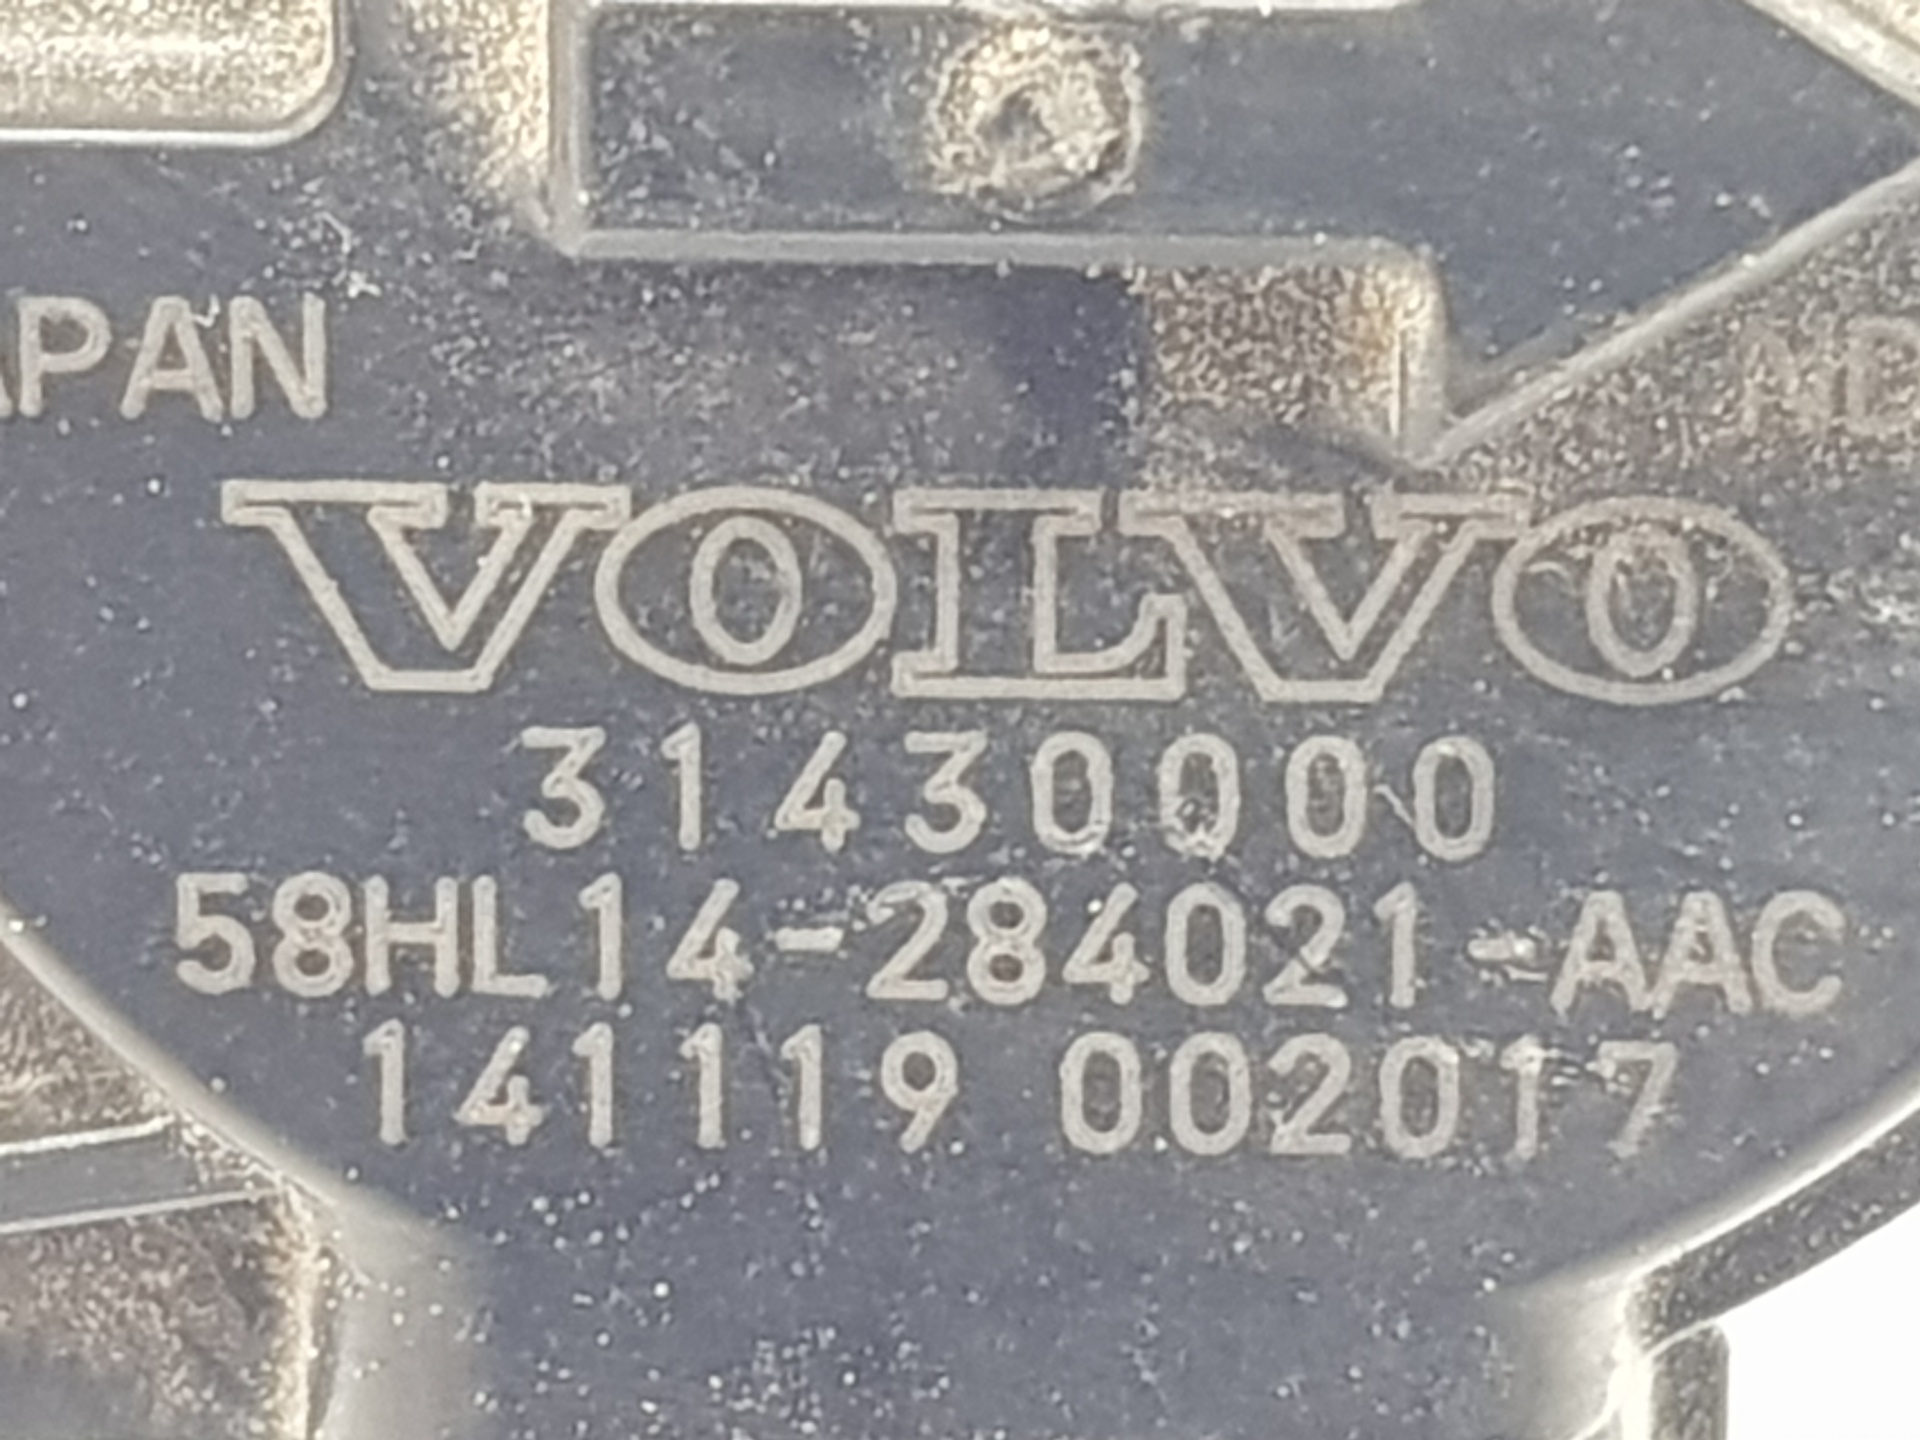 APAN
VOLVO
31430000
58HL14-284021-AAC
141119 002017